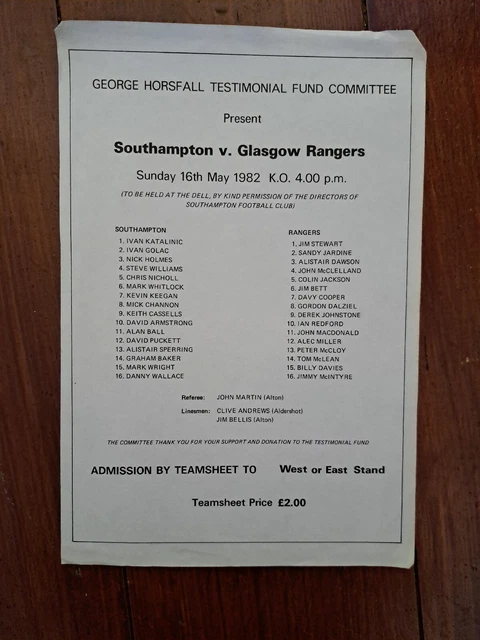 GEORGE HORSFALL TESTIMONIAL FUND COMMITTEE
Present
Southampton v. Glasgow Rangers
Sunday 16th May 1982 K.O. 4.00 p.m.
(TO BE HELD AT THE DELL, BY KIND PERMISSION OF THE DIRECTORS OF
SOUTHAMPTON FOOTBALL CLUB)
SOUTHAMPTON
1. IVAN KATALINIC
2. IVAN GOLAC
3. NICK HOLMES
4. STEVE WILLIAMS
5. CHRIS NICHOLL
6. MARK WHITLOCK
7. KEVIN KEEGAN
8. MICK CHANNON
9. KEITH CASSELLS
10. DAVID ARMSTRONG
11. ALAN BALL
12. DAVID PUCKETT
13. ALISTAIR SPERRING
14. GRAHAM BAKER
15. MARK WRIGHT
16. DANNY WALLACE
RANGERS
1. JIM STEWART
2. SANDY JARDINE
3. ALISTAIR DAWSON
4. JOHN McCLELLAND
5. COLIN JACKSON
6. JIM BETT
7. DAVY COOPER
8. GORDON DALZIEL
9. DEREK JOHNSTONE
10. IAN REDFORD
11. JOHN MACDONALD
12. ALEC MILLER
13. PETER McCLOY
14. TOM McLEAN
15. BILLY DAVIES
16. JIMMY McINTYRE
Referee: JOHN MARTIN (Alton)
Linesmen: CLIVE ANDREWS (Aldershot)
JIM BELLIS (Alton)
THE COMMITTEE THANK YOU FOR YOUR SUPPORT AND DONATION TO THE TESTIMONIAL FUND
ADMISSION BY TEAMSHEET TO West or East Stand
Teamsheet Price £2.00